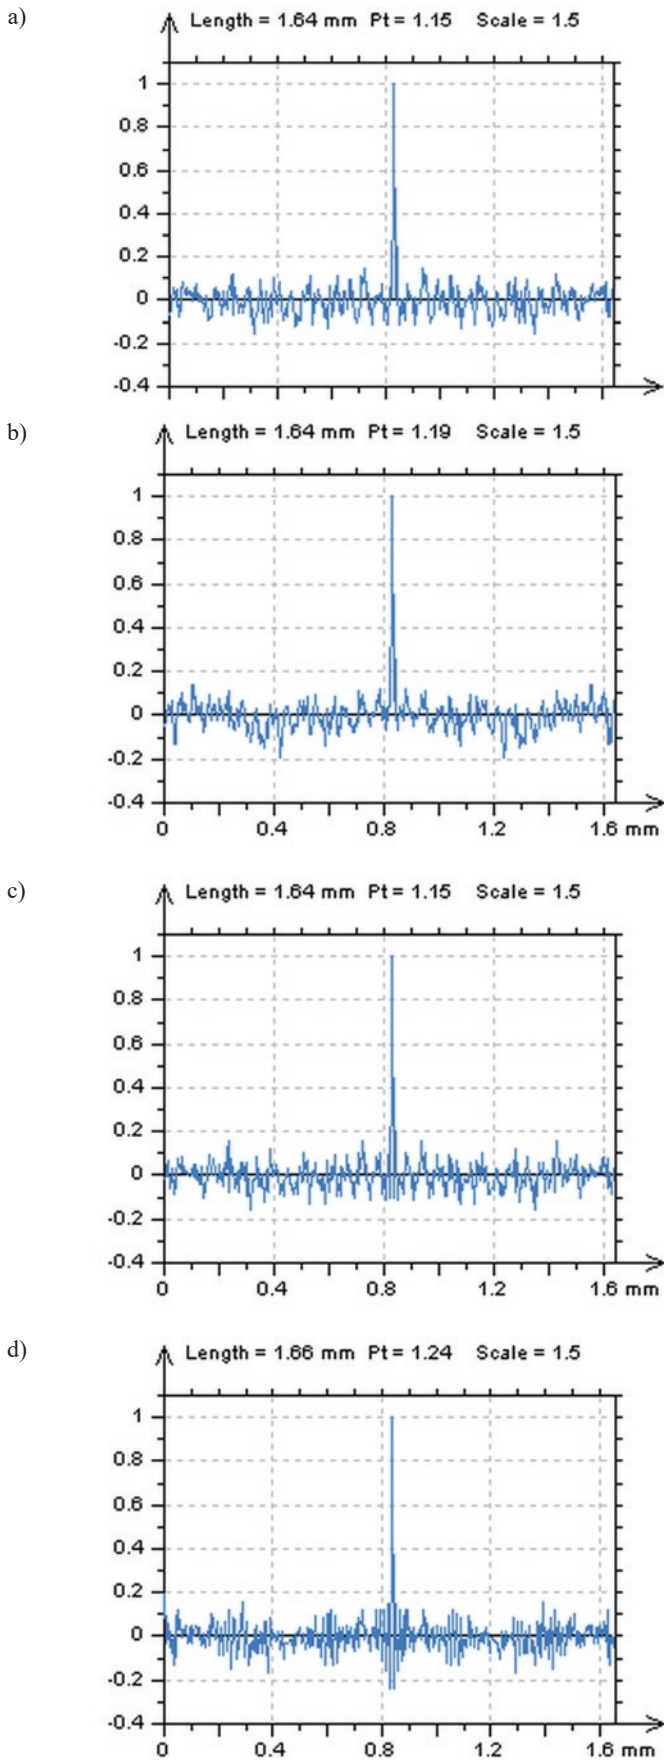 a)
Length = 1.64 mm Pt = 1.15 Scale = 1.5
1
0.8
0.6
0.4
0.2
0
-0.2
-0.4
b)
Length = 1.64 mm Pt = 1.19 Scale = 1.5
1
0.8
0.6
0.4
0.2
0
-0.2
-0.4
0 0.4 0.8 1.2 1.6 mm
c)
Length = 1.64 mm Pt = 1.15 Scale = 1.5
1
0.8
0.6
0.4
0.2
0
-0.2
-0.4
0 0.4 0.8 1.2 1.6 mm
d)
Length = 1.66 mm Pt = 1.24 Scale = 1.5
1
0.8
0.6
0.4
0.2
0
-0.2
-0.4
0 0.4 0.8 1.2 1.6 mm